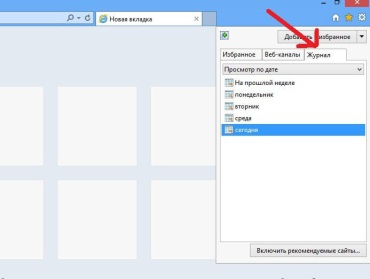 Новая вкладка
Добавить избранное
Избранное Веб-каналы Журнал
Просмотр по дате
На прошлой неделе
понедельник
вторник
среда
сегодня
Включить рекомендуемые сайты...